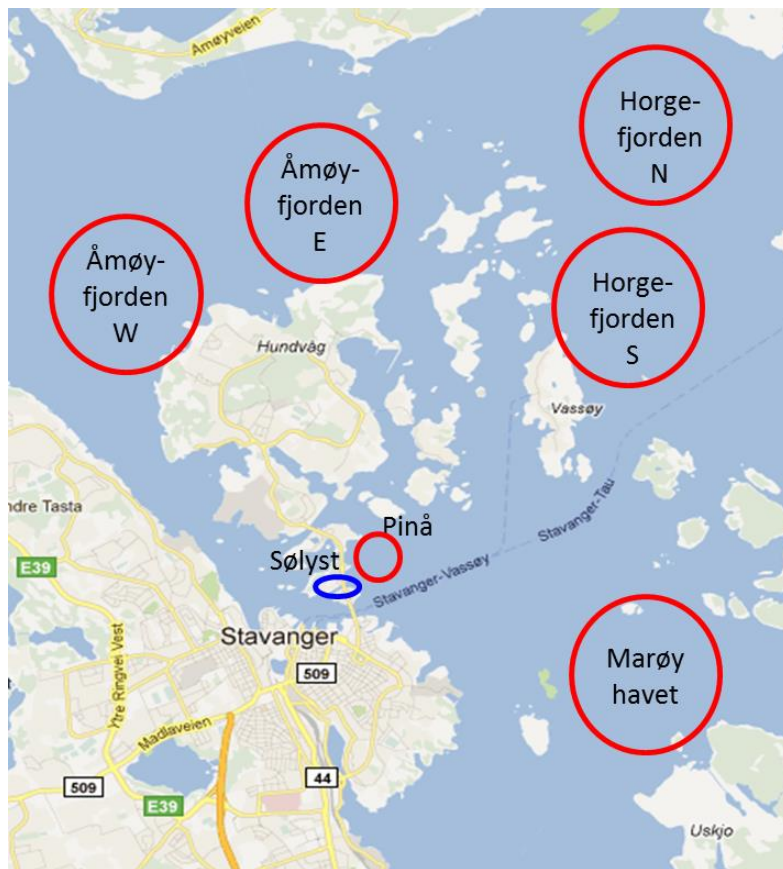 Åmøyveien
Horge-
fjorden
N
Åmøy-
fjorden
E
Åmøy-
fjorden
W
Horge-
fjorden
S
Hundvåg
Vassøy
ndre Tasta
Pinå
Stavanger-Tau
E39
Sølyst
Stavanger-Vassøy
Stavanger
509
Marøy
havet
Ytre Ringvei Vest
Madlaveien
44
509
E39
Uskjo